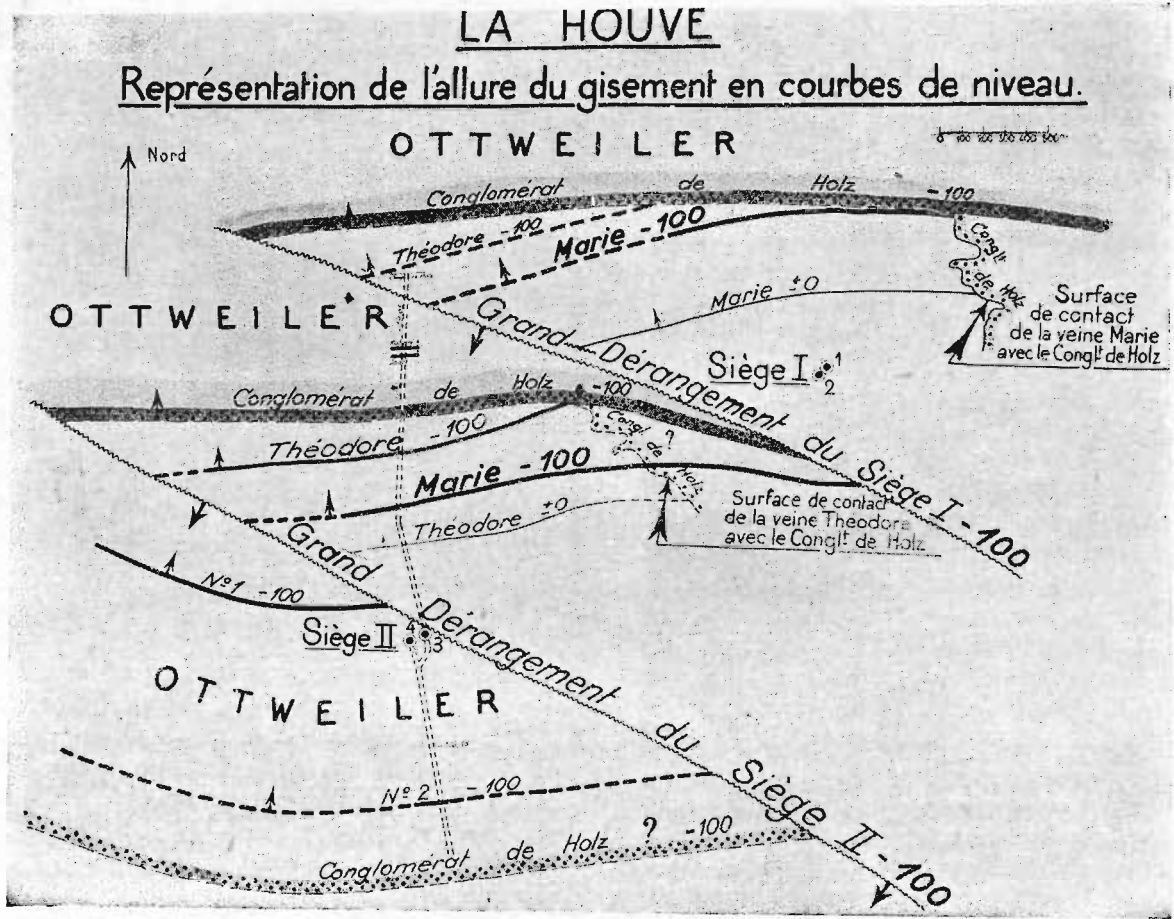 LA HOUVE
Représentation de l'allure du gisement en courbes de niveau.
OTTWEILER
Nord
Conglomérat de Holz -100
Théodore -100
Marie -100
Conglt de Holz
OTTWEILER
Marie ±0
Surface
de contact
de la veine Marie
avec le Conglt de Holz
Grand Dérangement du Siège I -100
Siège I
1
2
Conglomérat de Holz -100
Théodore -100
Congl de Holz
?
Marie -100
Théodore ±0
Surface de contact
de la veine Théodore
avec le Conglt de Holz
N°1 -100
Grand Dérangement du Siège II -100
Siège II
4
3
OTTWEILER
N°2 -100
Conglomérat de Holz ? -100